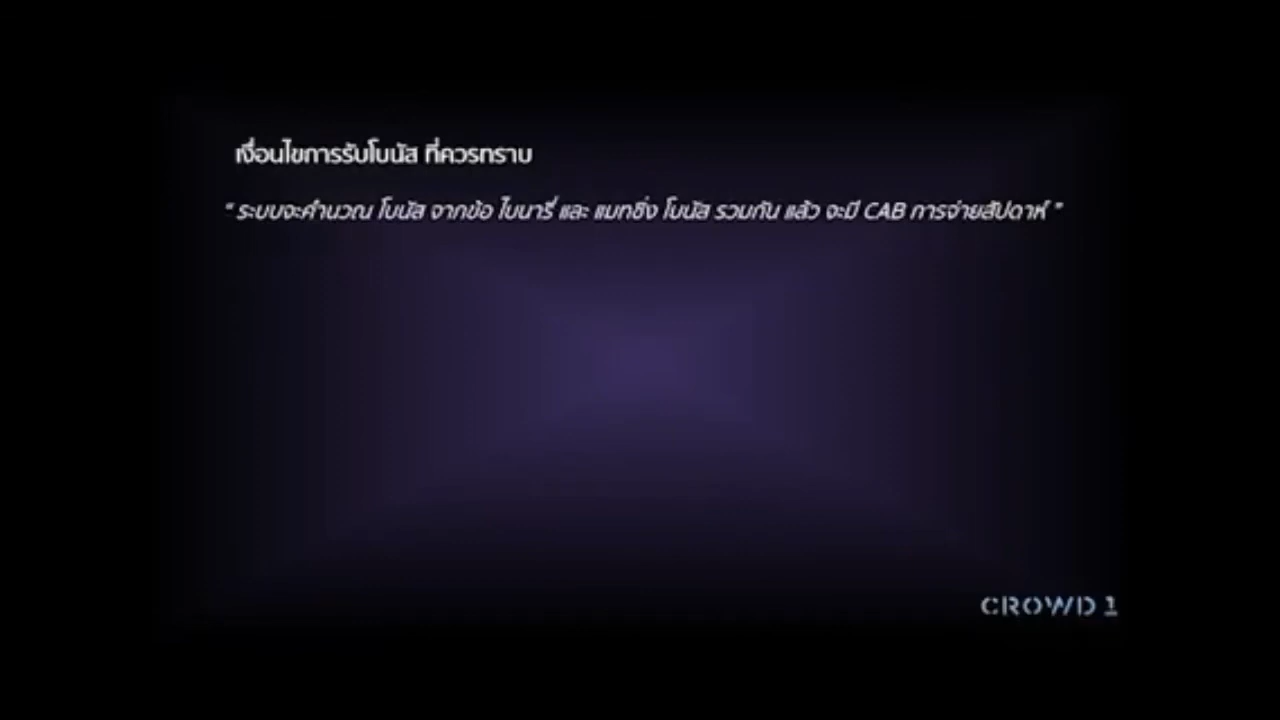 เงื่อนไขการรับโบนัส ที่ควรทราบ
“ ระบบจะคำนวณ โบนัส จากข้อ ไบนารี่ และ แมทชิ่ง โบนัส รวมกัน แล้ว จะมี CAB การจ่ายสัปดาห์ ”
CROWD 1